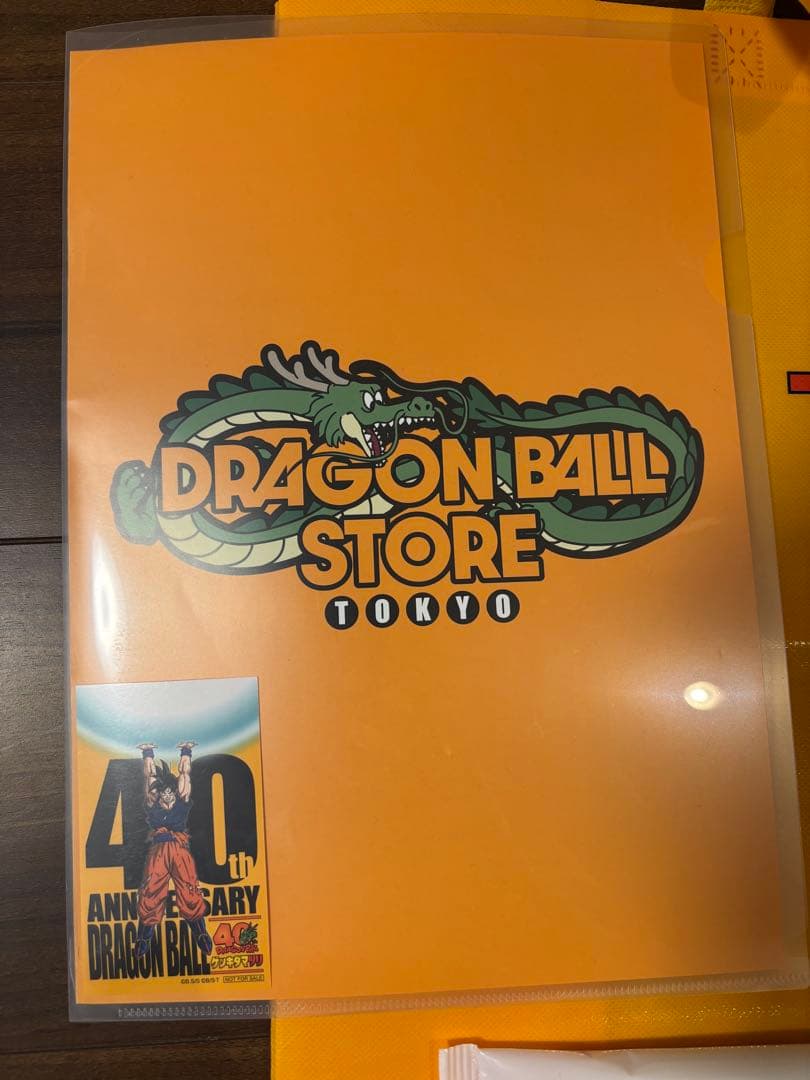 DRAGON BALL
STORE
TOKYO
40th
ANNIVERSARY
DRAGON BALL
40
ゲンキダマツリ
©B.S/S ©B/S·T NOT FOR SALE